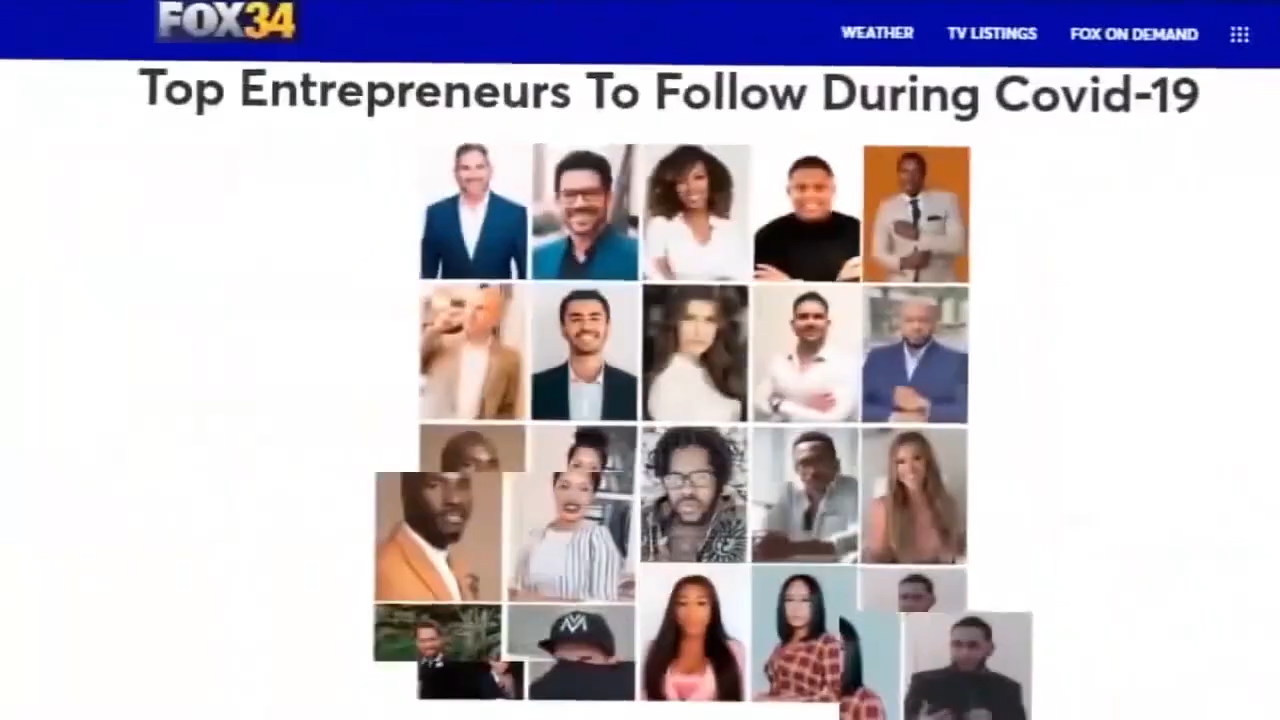 FOX34
WEATHER TV LISTINGS FOX ON DEMAND
Top Entrepreneurs To Follow During Covid-19